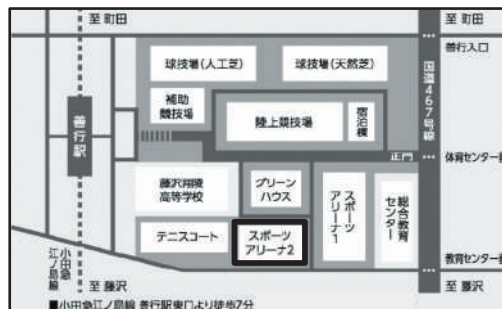 至 町田
至 町田
善行入口
球技場(人工芝)
球技場(天然芝)
国道467号線
補助
競技場
陸上競技場
宿泊棟
善行駅
正門
体育センター前
藤沢翔陵
高等学校
グリーン
ハウス
スポーツ
アリーナ1
総合教育
センター
テニスコート
スポーツ
アリーナ2
小田急
江ノ島線
教育センター
至 藤沢
至 藤沢
■小田急江ノ島線 善行駅東口より徒歩7分